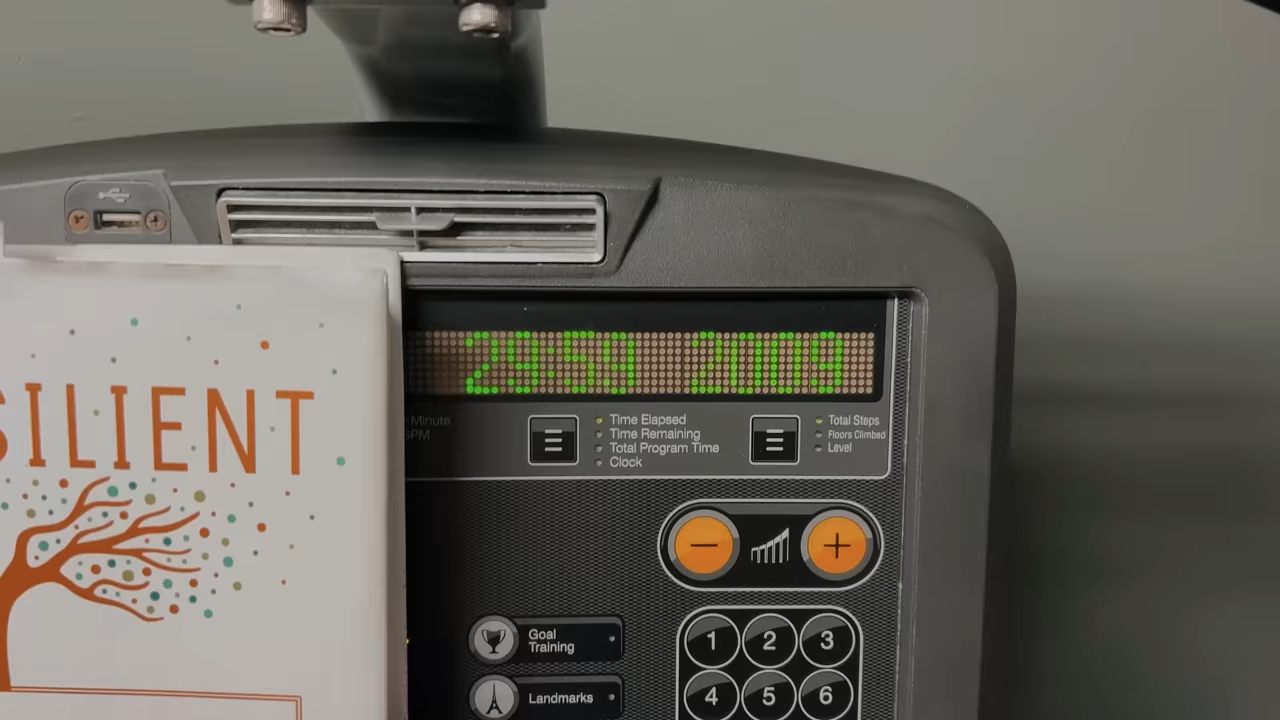 SILIENT
29:59 2009
Minute
SPM
Time Elapsed
Time Remaining
Total Program Time
Clock
Total Steps
Floors Climbed
Level
Goal
Training
1 2 3
Landmarks
4 5 6